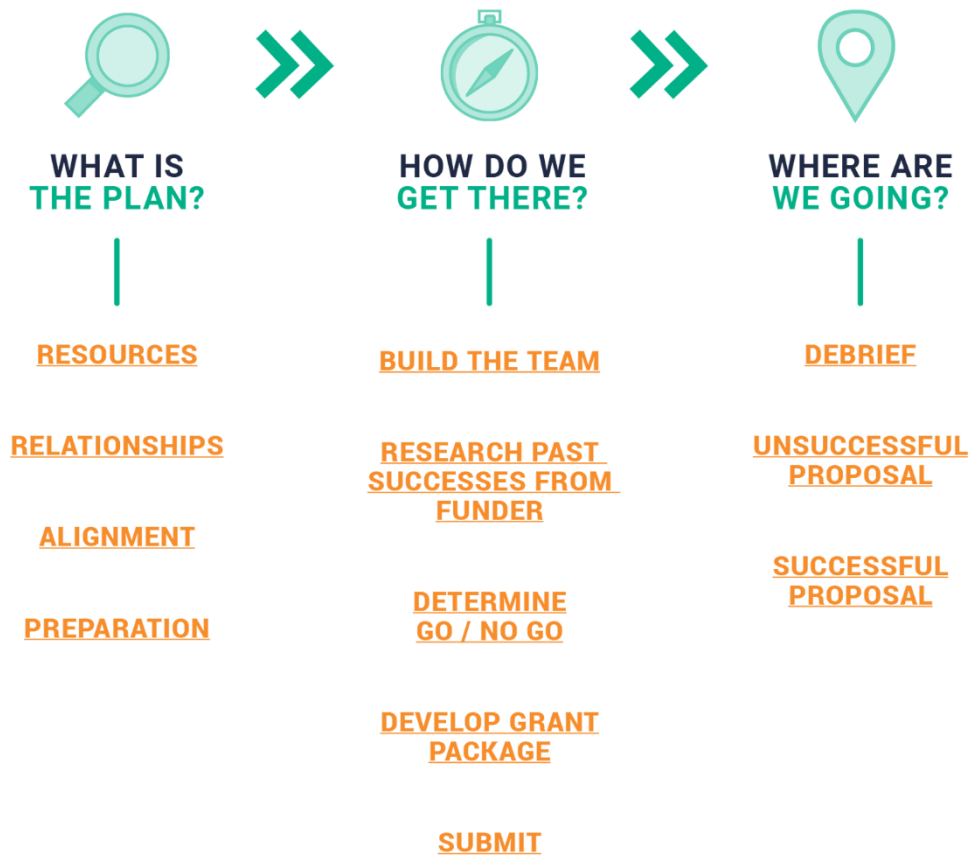 WHAT IS
THE PLAN?
RESOURCES
RELATIONSHIPS
ALIGNMENT
PREPARATION
HOW DO WE
GET THERE?
BUILD THE TEAM
RESEARCH PAST
SUCCESSES FROM
FUNDER
DETERMINE
GO / NO GO
DEVELOP GRANT
PACKAGE
SUBMIT
WHERE ARE
WE GOING?
DEBRIEF
UNSUCCESSFUL
PROPOSAL
SUCCESSFUL
PROPOSAL